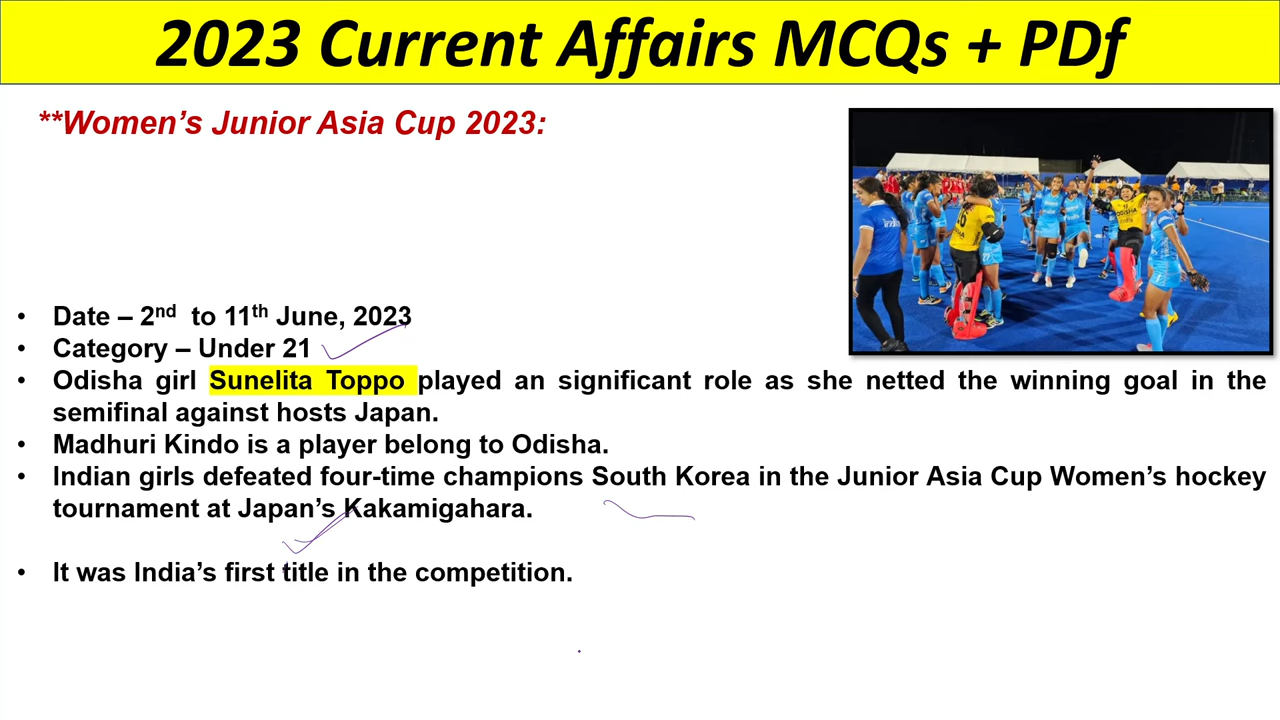 2023 Current Affairs MCQs + PDf
**Women's Junior Asia Cup 2023:
• Date – 2nd to 11th June, 2023
• Category – Under 21
• Odisha girl Sunelita Toppo played an significant role as she netted the winning goal in the
semifinal against hosts Japan.
• Madhuri Kindo is a player belong to Odisha.
• Indian girls defeated four-time champions South Korea in the Junior Asia Cup Women's hockey
tournament at Japan's Kakamigahara.
• It was India's first title in the competition.